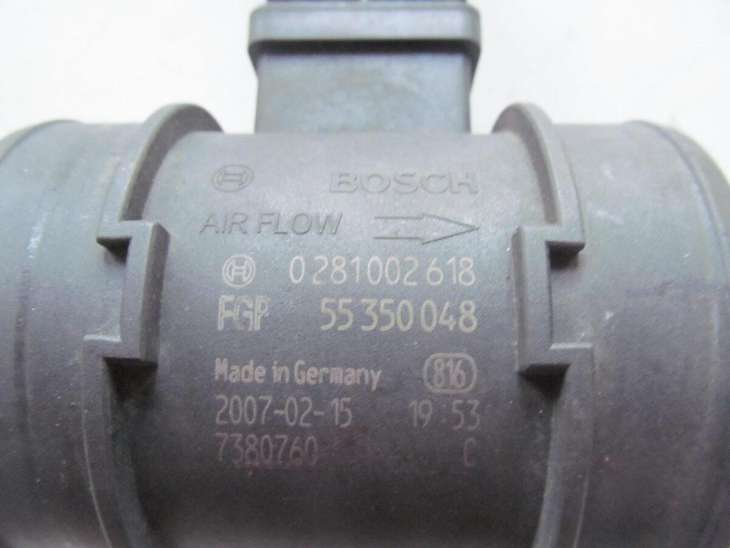 BOSCH
AIR FLOW
0 281 002 618
FGP 55 350 048
Made in Germany 816
2007-02-15 19:53
7380760 C